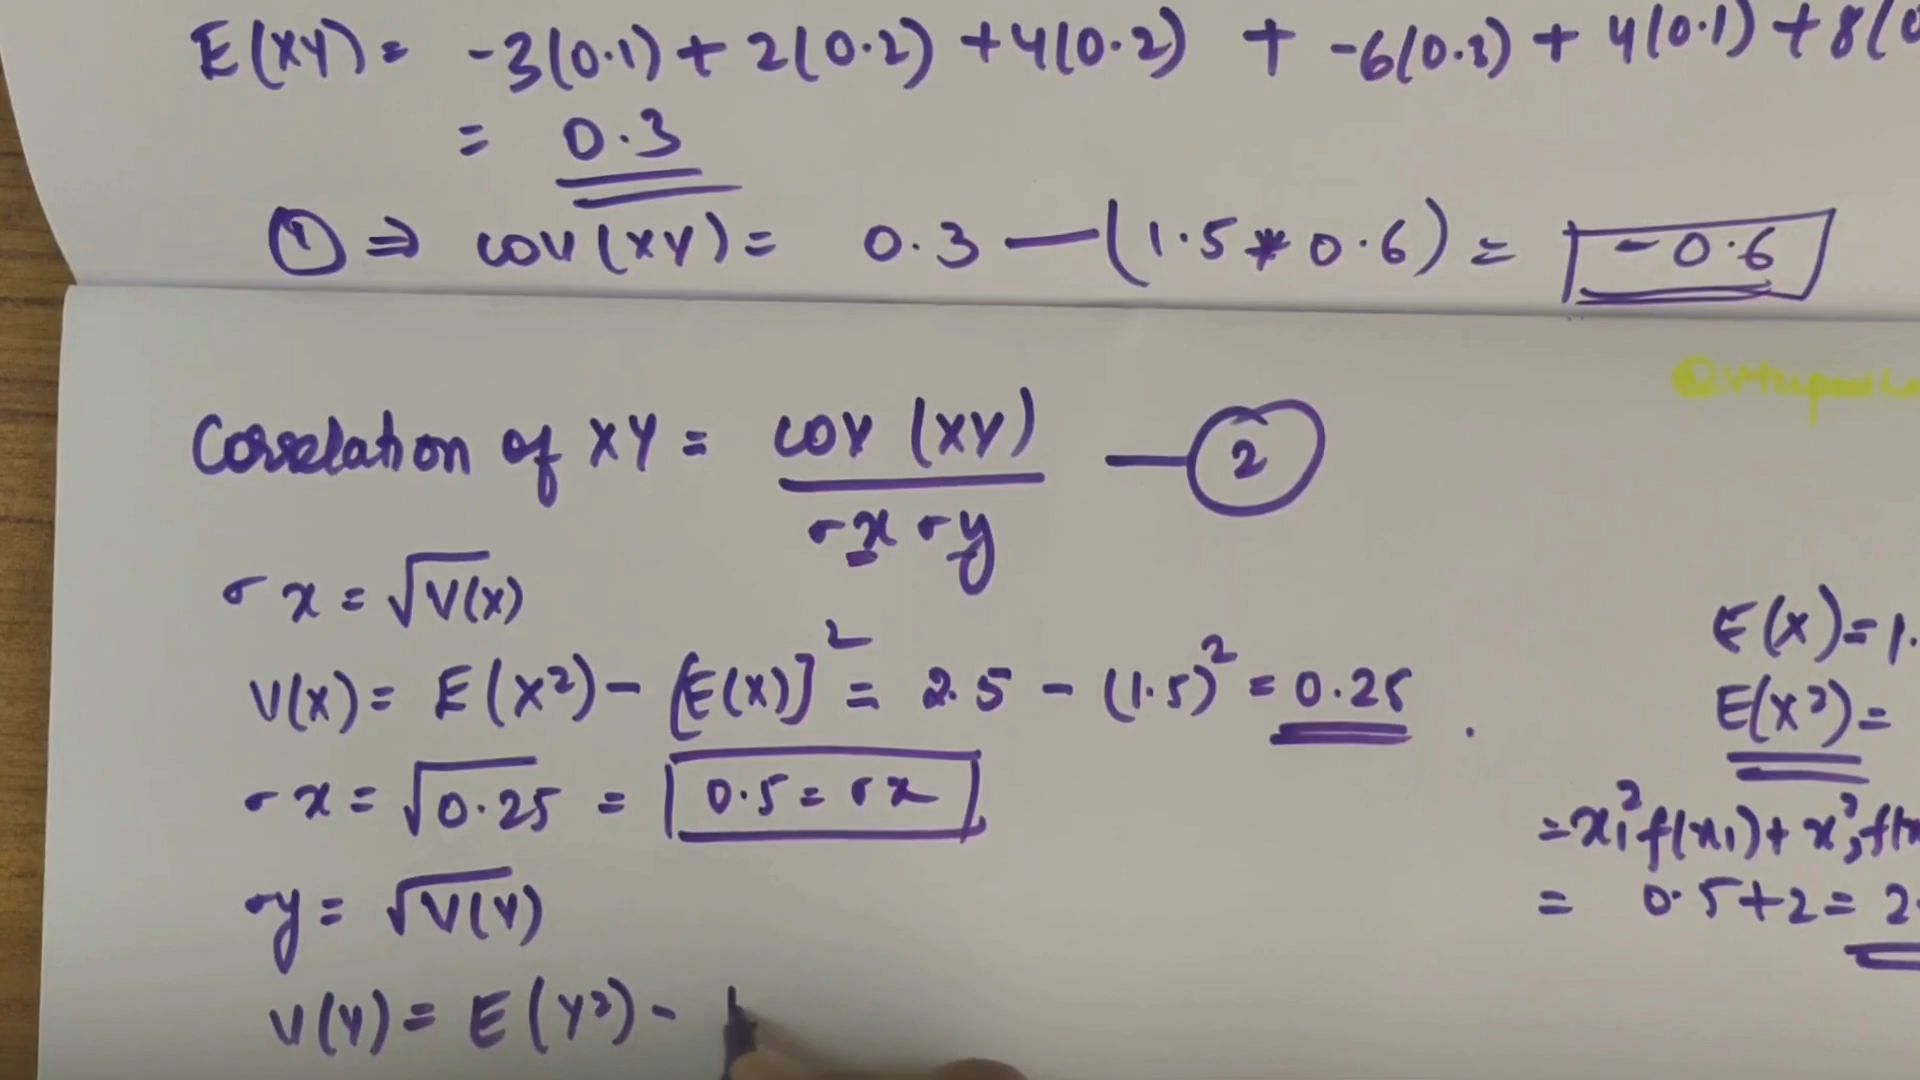 E(XY) = -3(0.1) + 2(0.2) + 4(0.2) + -6(0.3) + 4(0.1) + 8(0
= 0.3
① ⇒ cov(XY) = 0.3 — (1.5 * 0.6) = -0.6
Correlation of XY = cov (XY) / σx σy — ②
σx = √V(X)
V(X) = E(X²) - [E(X)]² = 2.5 - (1.5)² = 0.25 .
E(X) = 1.
E(X²) =
σx = √0.25 = 0.5 = σx
= x₁² f(x₁) + x₂² f(x
σy = √V(Y)
= 0.5 + 2 = 2.
V(Y) = E(Y²) -